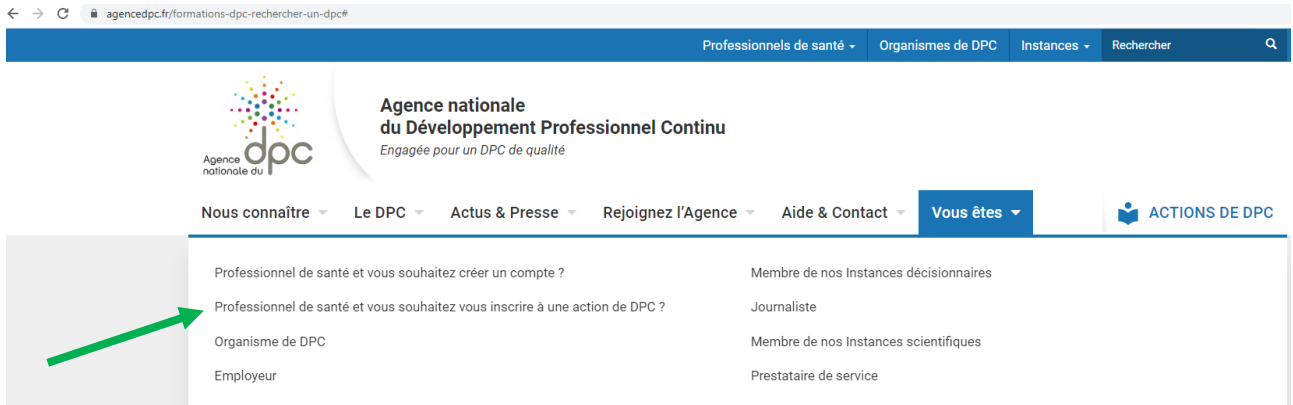 agencedpc.fr/formations-dpc-rechercher-un-dpc#
Professionnels de santé Organismes de DPC Instances Rechercher
Agence nationale du dpc
Agence nationale
du Développement Professionnel Continu
Engagée pour un DPC de qualité
Nous connaître Le DPC Actus & Presse Rejoignez l'Agence Aide & Contact Vous êtes ACTIONS DE DPC
Professionnel de santé et vous souhaitez créer un compte ?
Professionnel de santé et vous souhaitez vous inscrire à une action de DPC ?
Organisme de DPC
Employeur
Membre de nos Instances décisionnaires
Journaliste
Membre de nos Instances scientifiques
Prestataire de service